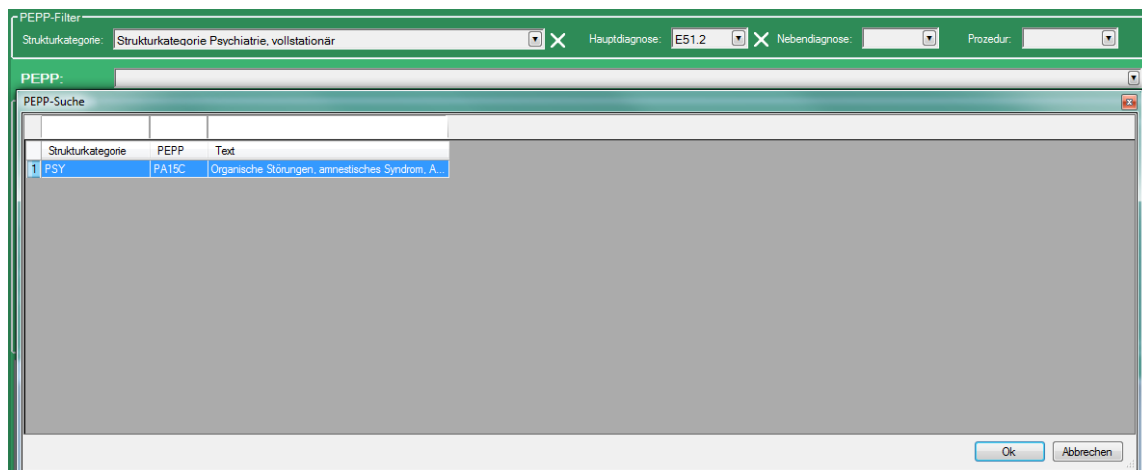 PEPP-Filter
Strukturkategorie: Strukturkategorie Psychiatrie, vollstationär Hauptdiagnose: E51.2 Nebendiagnose: Prozedur:
PEPP:
PEPP-Suche
Strukturkategorie PEPP Text
1 PSY PA15C Organische Störungen, amnestisches Syndrom, A...
Ok Abbrechen